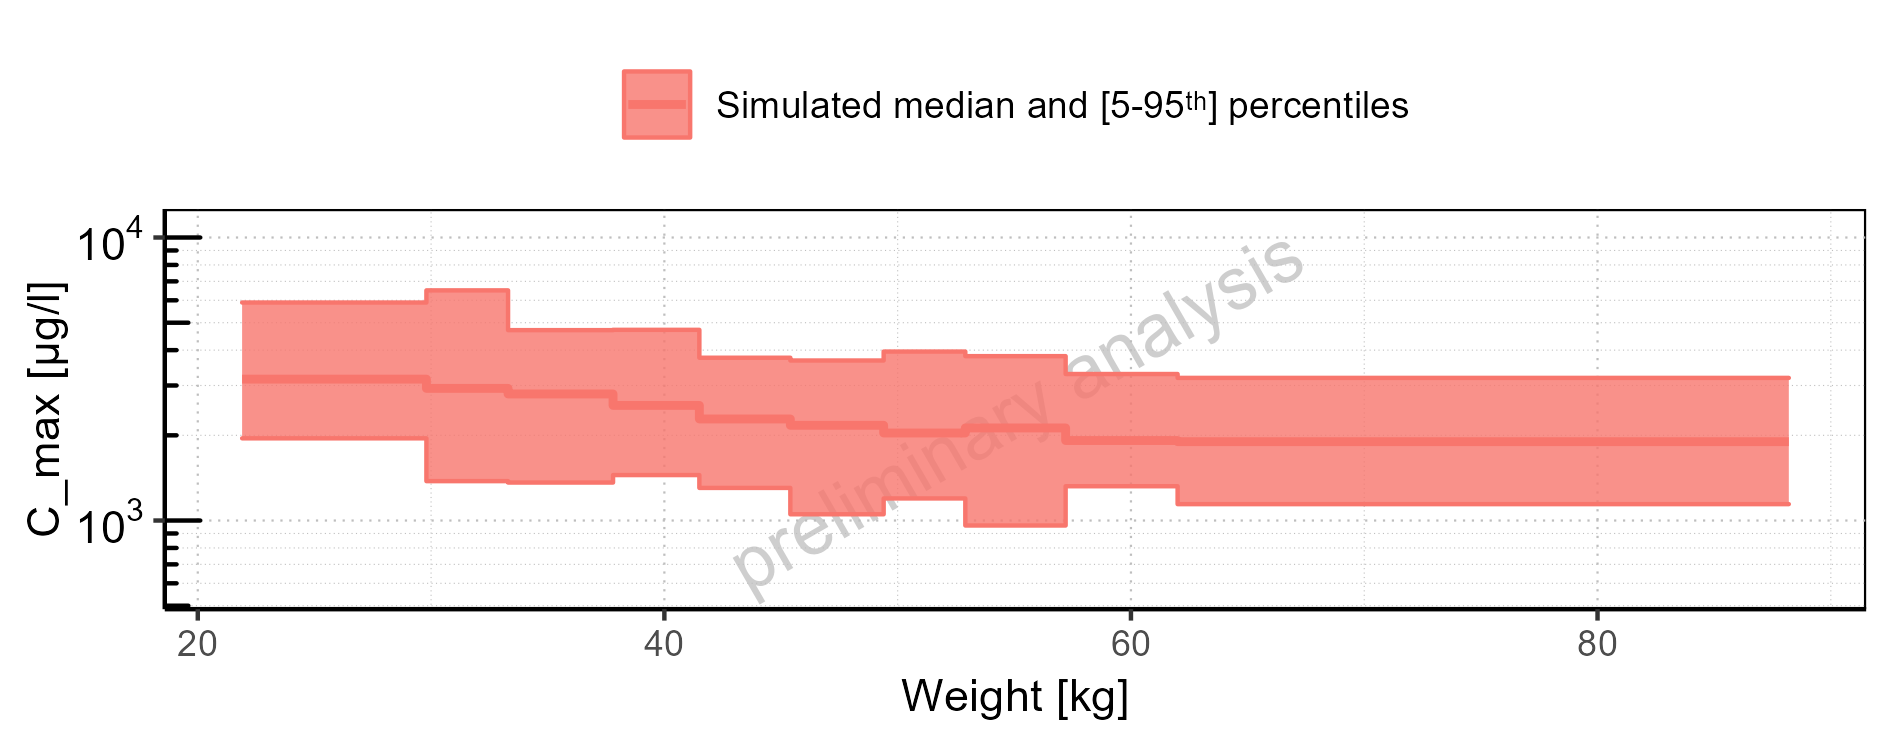 Simulated median and [5-95th] percentiles
10^4
10^3
C_max [µg/l]
preliminary analysis
20 40 60 80
Weight [kg]